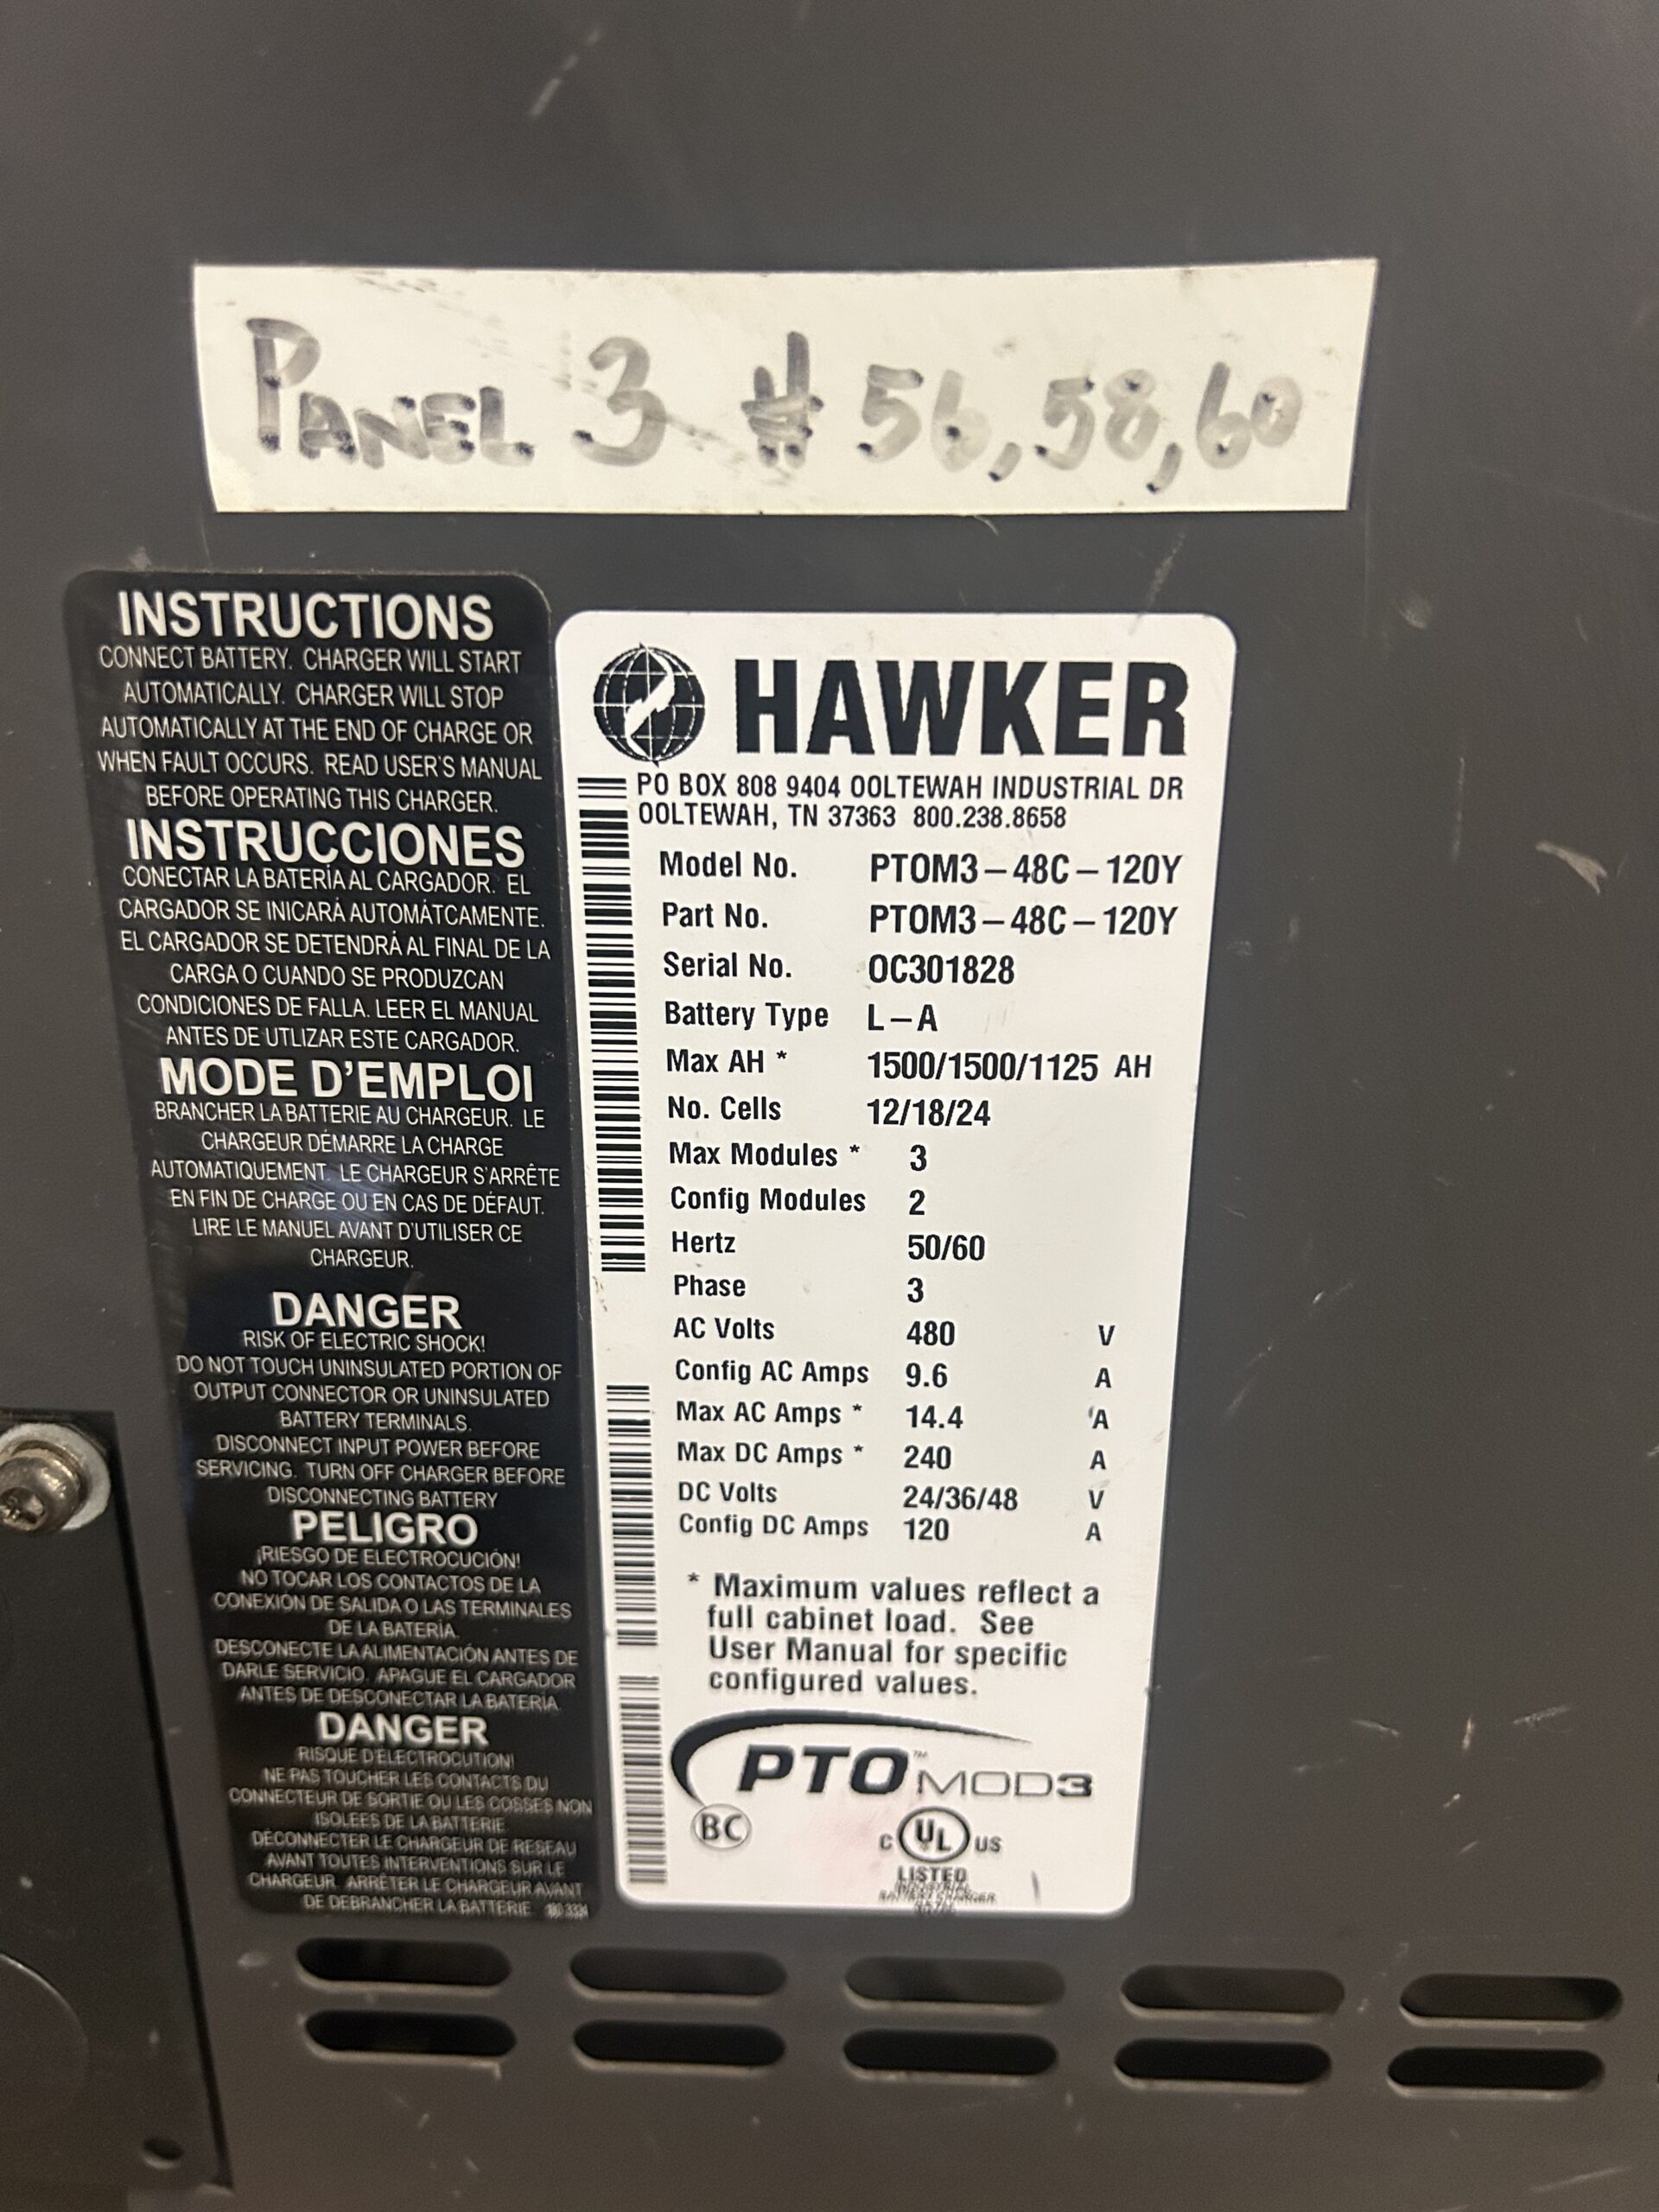 PANEL 3 # 56, 58, 60
INSTRUCTIONS
CONNECT BATTERY. CHARGER WILL START
AUTOMATICALLY. CHARGER WILL STOP
AUTOMATICALLY AT THE END OF CHARGE OR
WHEN FAULT OCCURS. READ USER'S MANUAL
BEFORE OPERATING THIS CHARGER.
INSTRUCCIONES
CONECTAR LA BATERÍA AL CARGADOR. EL
CARGADOR SE INICARÁ AUTOMÁTCAMENTE.
EL CARGADOR SE DETENDRÁ AL FINAL DE LA
CARGA O CUANDO SE PRODUZCAN
CONDICIONES DE FALLA. LEER EL MANUAL
ANTES DE UTLIZAR ESTE CARGADOR.
MODE D'EMPLOI
BRANCHER LA BATTERIE AU CHARGEUR. LE
CHARGEUR DÉMARRE LA CHARGE
AUTOMATIQUEMENT. LE CHARGEUR S'ARRÊTE
EN FIN DE CHARGE OU EN CAS DE DÉFAUT.
LIRE LE MANUEL AVANT D'UTILISER CE
CHARGEUR.
DANGER
RISK OF ELECTRIC SHOCK!
DO NOT TOUCH UNINSULATED PORTION OF
OUTPUT CONNECTOR OR UNINSULATED
BATTERY TERMINALS.
DISCONNECT INPUT POWER BEFORE
SERVICING. TURN OFF CHARGER BEFORE
DISCONNECTING BATTERY
PELIGRO
¡RIESGO DE ELECTROCUCIÓN!
NO TOCAR LOS CONTACTOS DE LA
CONEXIÓN DE SALIDA O LAS TERMINALES
DE LA BATERÍA.
DESCONECTE LA ALIMENTACIÓN ANTES DE
DARLE SERVICIO. APAGUE EL CARGADOR
ANTES DE DESCONECTAR LA BATERÍA
DANGER
RISQUE D'ÉLECTROCUTION!
NE PAS TOUCHER LES CONTACTS DU
CONNECTEUR DE SORTIE OU LES COSSES NON
ISOLEES DE LA BATTERIE
DÉCONNECTER LE CHARGEUR DE RESEAU
AVANT TOUTES INTERVENTIONS SUR LE
CHARGEUR. ARRÊTER LE CHARGEUR AVANT
DE DEBRANCHER LA BATTERIE.
HAWKER
PO BOX 808 9404 OOLTEWAH INDUSTRIAL DR
OOLTEWAH, TN 37363 800.238.8658
Model No. PTOM3-48C-120Y
Part No. PTOM3-48C-120Y
Serial No. OC301828
Battery Type L-A
Max AH * 1500/1500/1125 AH
No. Cells 12/18/24
Max Modules * 3
Config Modules 2
Hertz 50/60
Phase 3
AC Volts 480 V
Config AC Amps 9.6 A
Max AC Amps * 14.4 A
Max DC Amps * 240 A
DC Volts 24/36/48 V
Config DC Amps 120 A
* Maximum values reflect a
full cabinet load. See
User Manual for specific
configured values.
PTO™ MOD3
BC
C UL US
LISTED